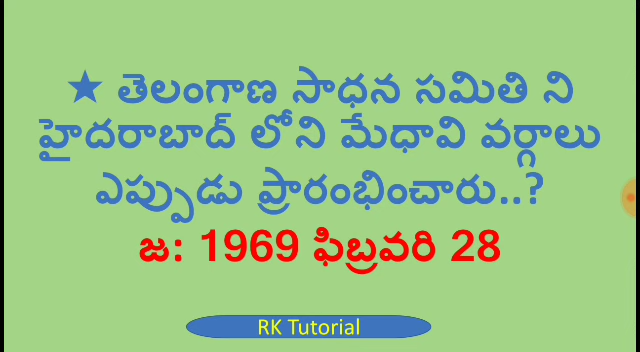 ★ తెలంగాణ సాధన సమితి ని
హైదరాబాద్ లోని మేధావి వర్గాలు
ఎప్పుడు ప్రారంభించారు..?
జ: 1969 ఫిబ్రవరి 28
RK Tutorial